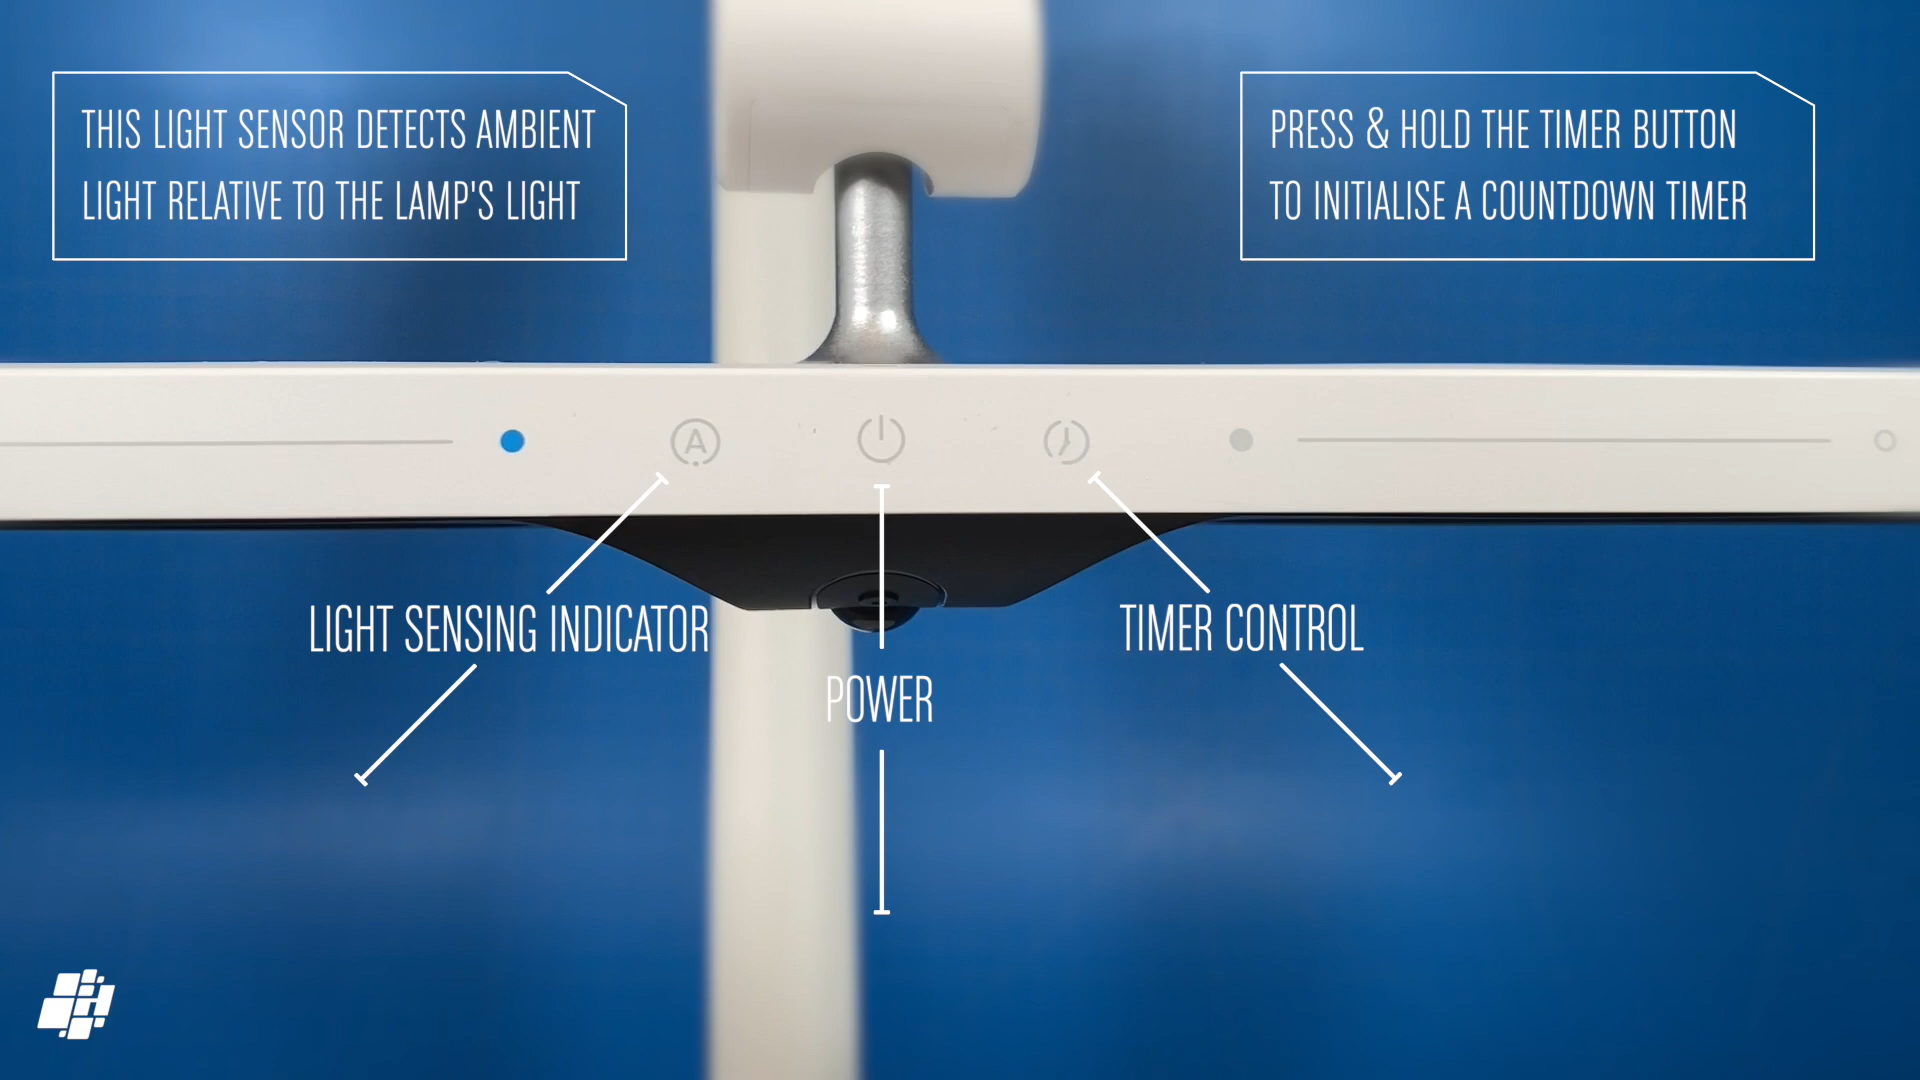 THIS LIGHT SENSOR DETECTS AMBIENT
LIGHT RELATIVE TO THE LAMP'S LIGHT
PRESS & HOLD THE TIMER BUTTON
TO INITIALISE A COUNTDOWN TIMER
A
LIGHT SENSING INDICATOR
TIMER CONTROL
POWER